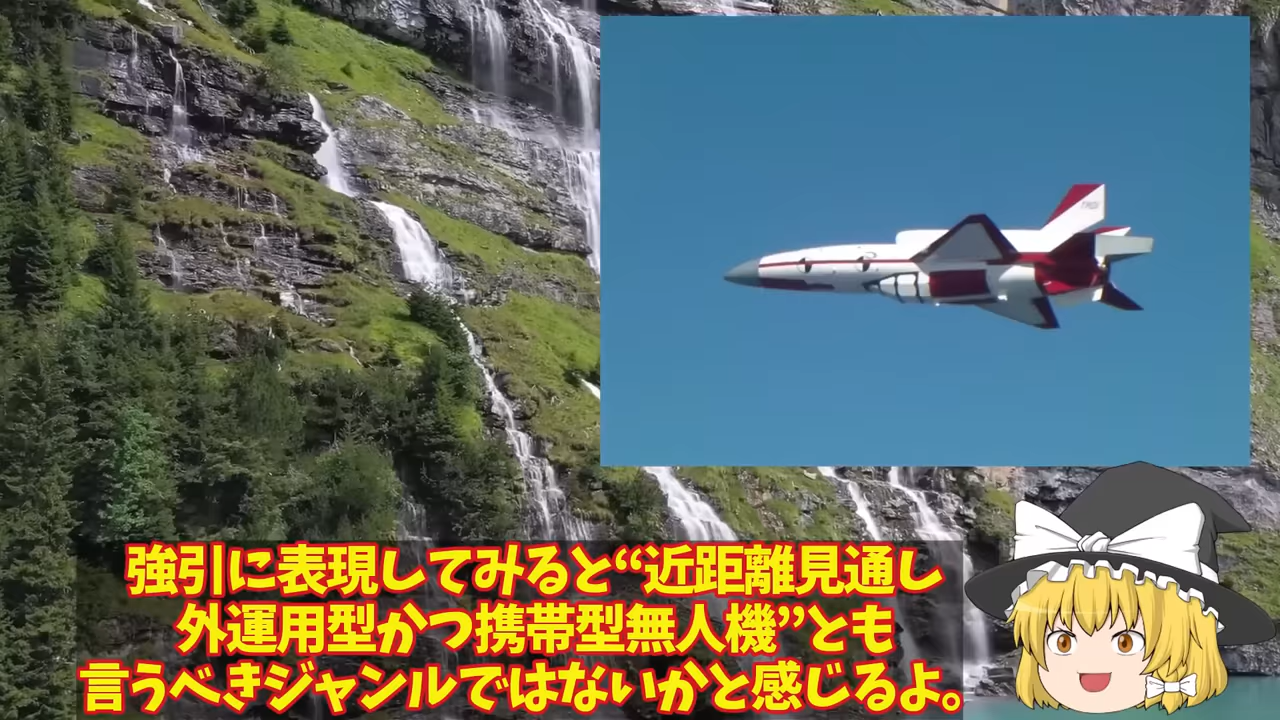 TRDI
強引に表現してみると“近距離見通し
外運用型かつ携帯型無人機”とも
言うべきジャンルではないかと感じるよ。